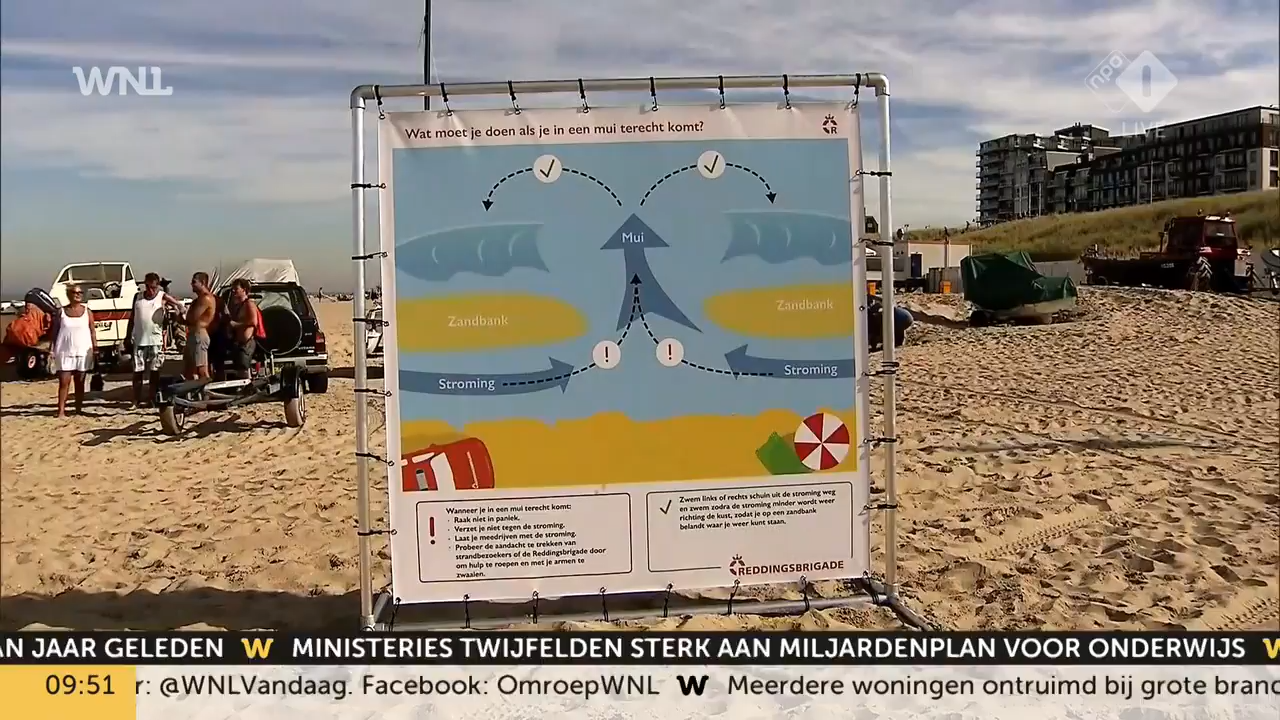 WNL
npo 1
LIVE
Wat moet je doen als je in een mui terecht komt?
R
Mui
Zandbank
Zandbank
Stroming
Stroming
Wanneer je in een mui terecht komt:
· Raak niet in paniek.
· Verzet je niet tegen de stroming.
· Laat je meedrijven met de stroming.
· Probeer de aandacht te trekken van
strandbezoekers of de Reddingsbrigade door
om hulp te roepen en met je armen te
zwaaien.
Zwem links of rechts schuin uit de stroming weg
en zwem zodra de stroming minder wordt weer
richting de kust, zodat je op een zandbank
belandt waar je weer kunt staan.
REDDINGSBRIGADE
AN JAAR GELEDEN W MINISTERIES TWIJFELDEN STERK AAN MILJARDENPLAN VOOR ONDERWIJS W
09:51 r: @WNLVandaag. Facebook: OmroepWNL W Meerdere woningen ontruimd bij grote branc